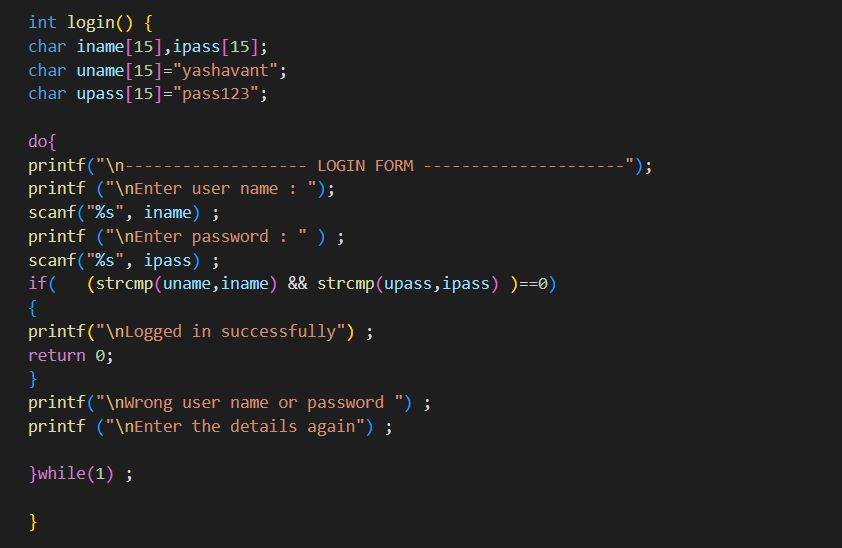 int login() {
char iname[15],ipass[15];
char uname[15]="yashavant";
char upass[15]="pass123";
do{
printf("\n------------------- LOGIN FORM ---------------------");
printf ("\nEnter user name : ");
scanf("%s", iname) ;
printf ("\nEnter password : " ) ;
scanf("%s", ipass) ;
if(   (strcmp(uname,iname) && strcmp(upass,ipass) )==0)
{
printf("\nLogged in successfully") ;
return 0;
}
printf("\nWrong user name or password ") ;
printf ("\nEnter the details again") ;
}while(1) ;
}